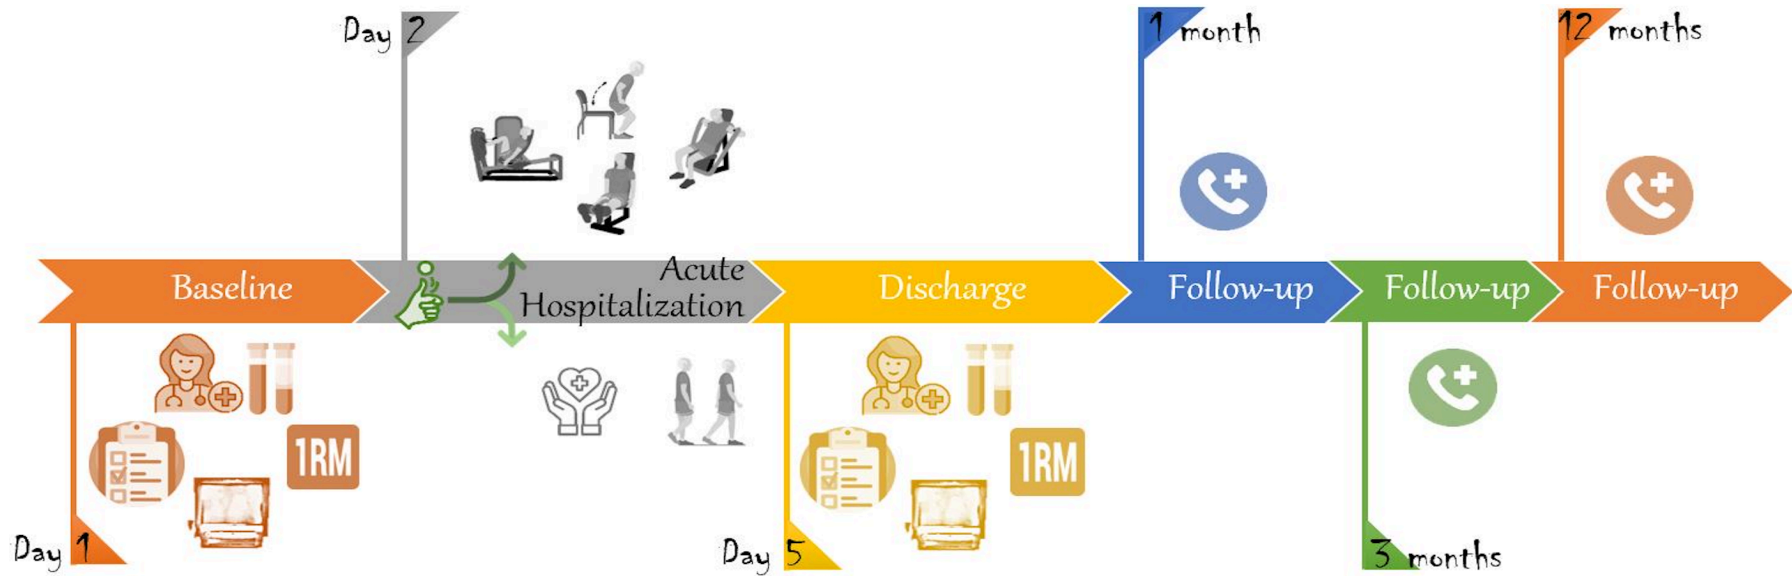 Day 2
1 month
12 months
Baseline
Acute
Hospitalization
Discharge
Follow-up
Follow-up
Follow-up
1RM
1RM
Day 1
Day 5
3 months